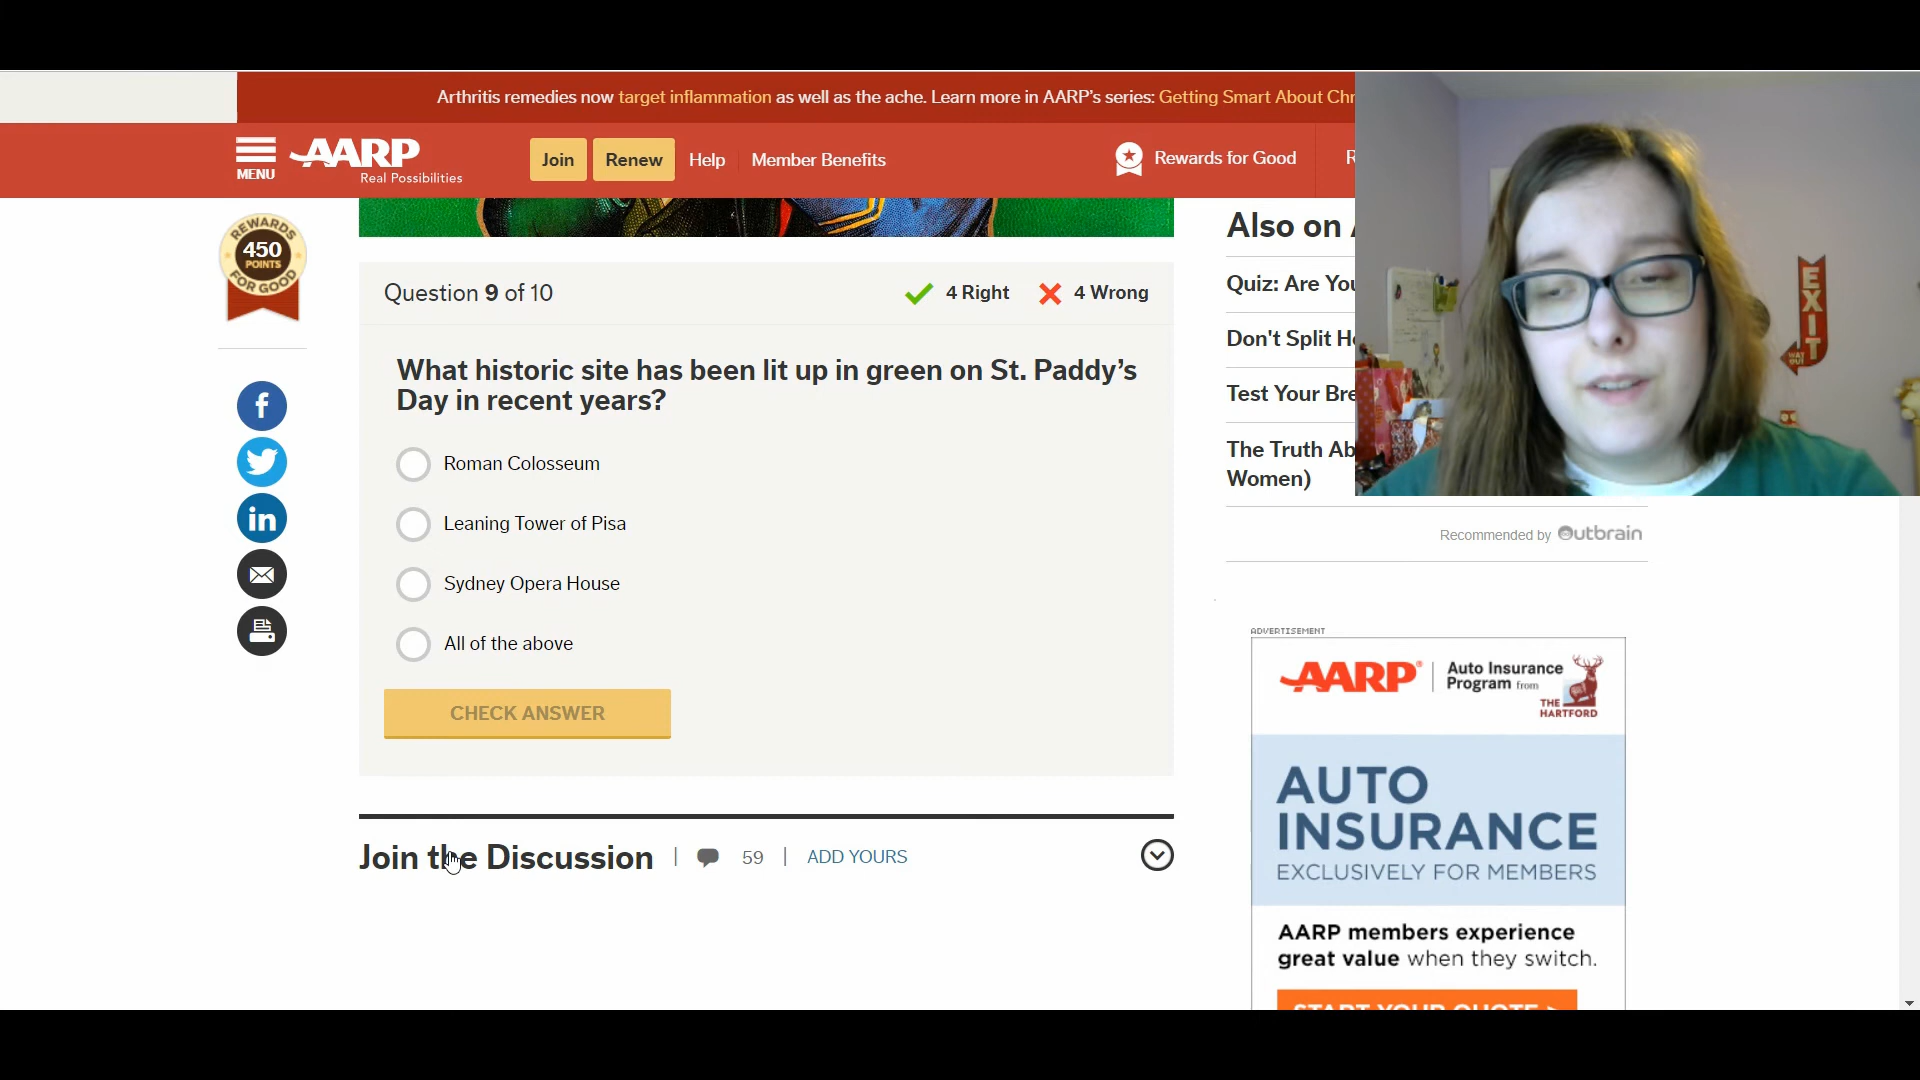 Arthritis remedies now target inflammation as well as the ache. Learn more in AARP's series: Getting Smart About Chr
MENU
AARP
Real Possibilities
Join
Renew
Help
Member Benefits
Rewards for Good
R
REWARDS
450
POINTS
FOR GOOD
Question 9 of 10
4 Right
4 Wrong
What historic site has been lit up in green on St. Paddy's
Day in recent years?
Roman Colosseum
Leaning Tower of Pisa
Sydney Opera House
All of the above
CHECK ANSWER
Join the Discussion | 59 | ADD YOURS
Also on A
Quiz: Are You
Don't Split H
Test Your Bre
The Truth Ab
Women)
Recommended by Outbrain
EXIT
WAY OUT
ADVERTISEMENT
AARP® | Auto Insurance
Program from
THE
HARTFORD
AUTO
INSURANCE
EXCLUSIVELY FOR MEMBERS
AARP members experience
great value when they switch.
START YOUR QUOTE >